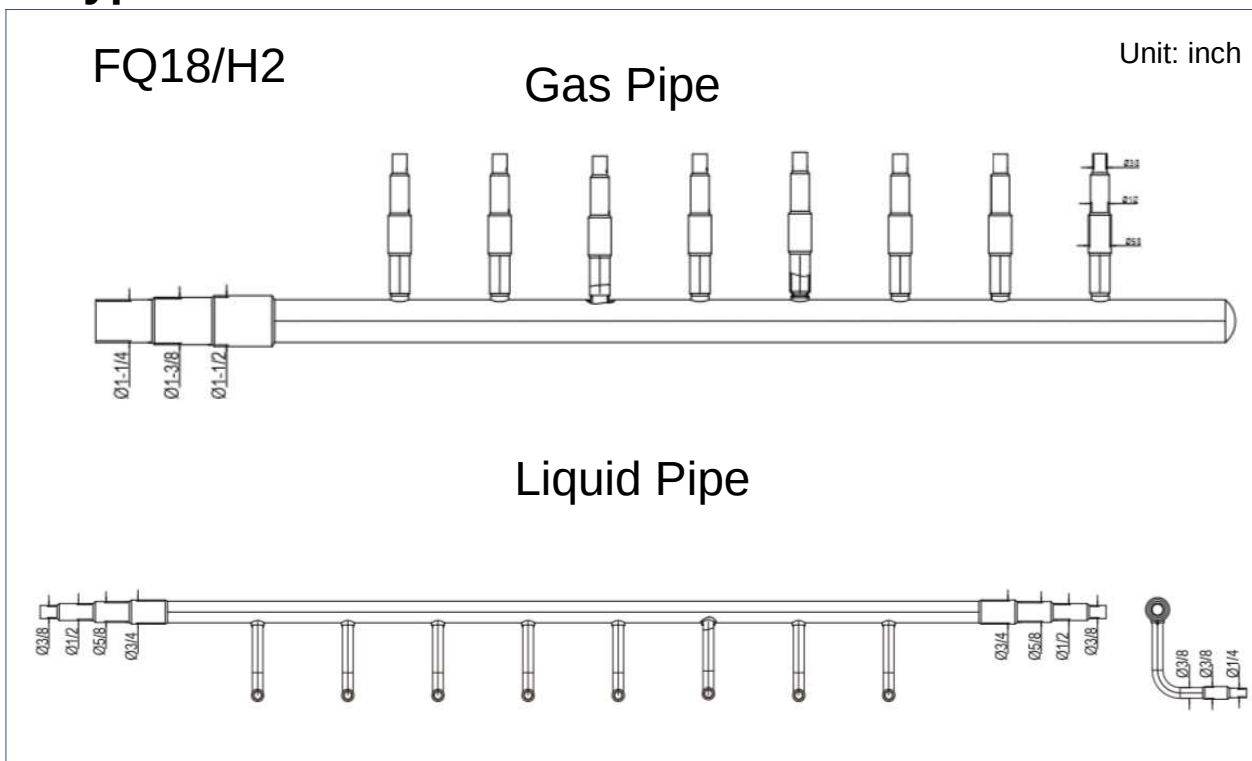 FQ18/H2
Unit: inch
Gas Pipe
Ø1-1/4
Ø1-3/8
Ø1-1/2
Liquid Pipe
Ø3/8
Ø1/2
Ø5/8
Ø3/4
Ø3/4
Ø5/8
Ø1/2
Ø3/8
Ø3/8
Ø3/8
Ø1/4